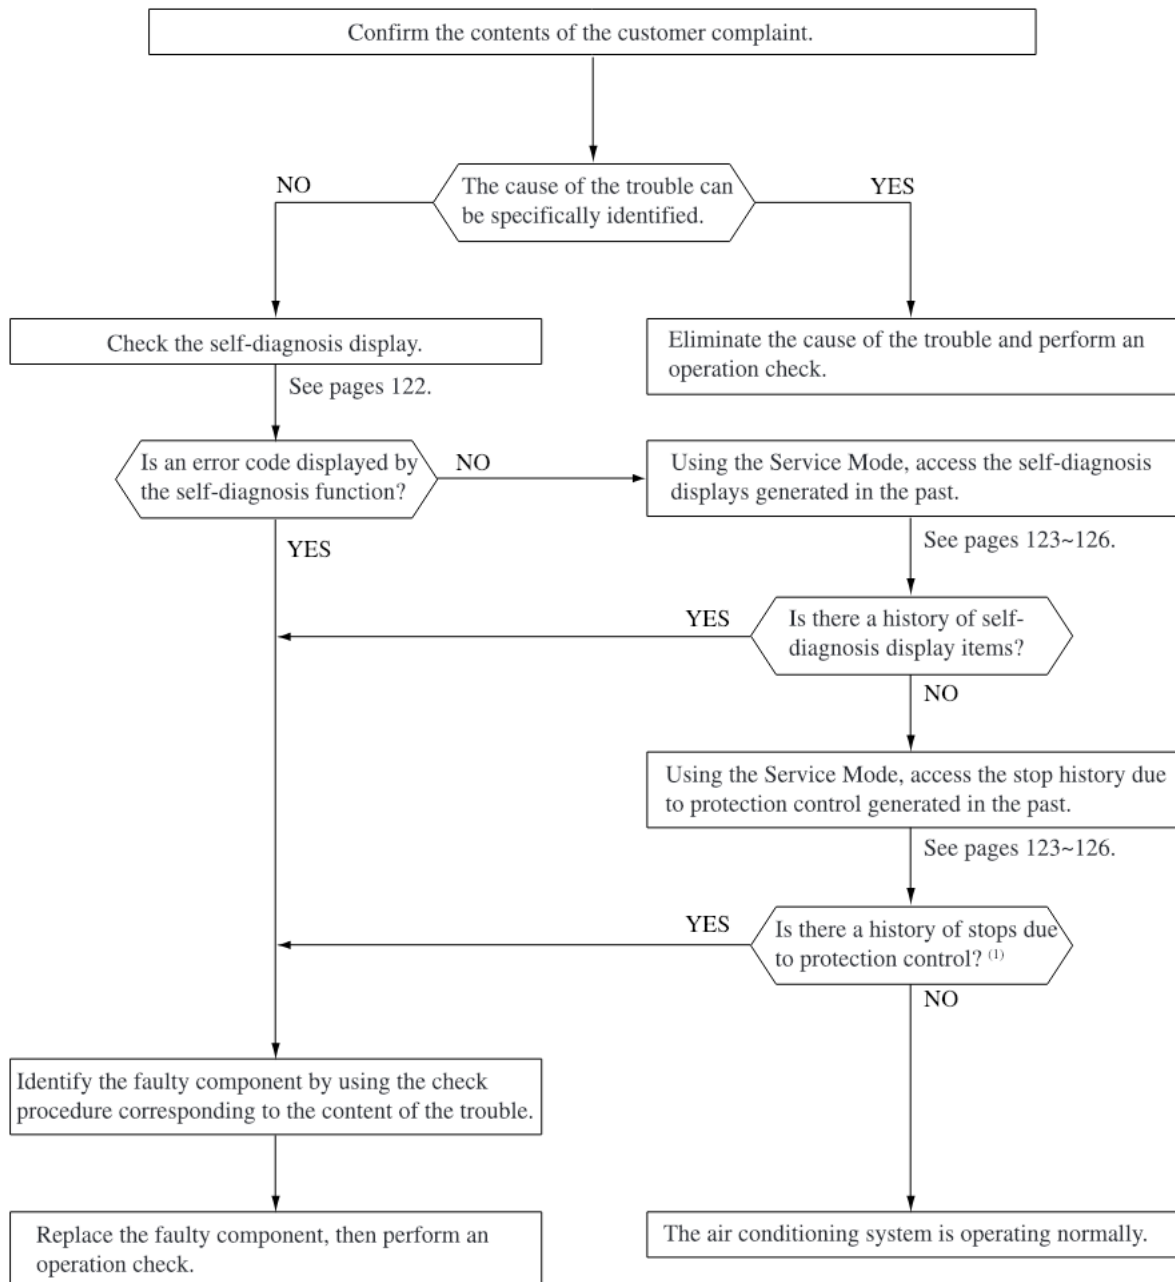 Confirm the contents of the customer complaint.
NO
The cause of the trouble can
be specifically identified.
YES
Check the self-diagnosis display.
Eliminate the cause of the trouble and perform an
operation check.
See pages 122.
Is an error code displayed by
the self-diagnosis function?
NO
Using the Service Mode, access the self-diagnosis
displays generated in the past.
YES
See pages 123~126.
YES
Is there a history of self-
diagnosis display items?
NO
Using the Service Mode, access the stop history due
to protection control generated in the past.
See pages 123~126.
YES
Is there a history of stops due
to protection control? (1)
NO
Identify the faulty component by using the check
procedure corresponding to the content of the trouble.
Replace the faulty component, then perform an
operation check.
The air conditioning system is operating normally.